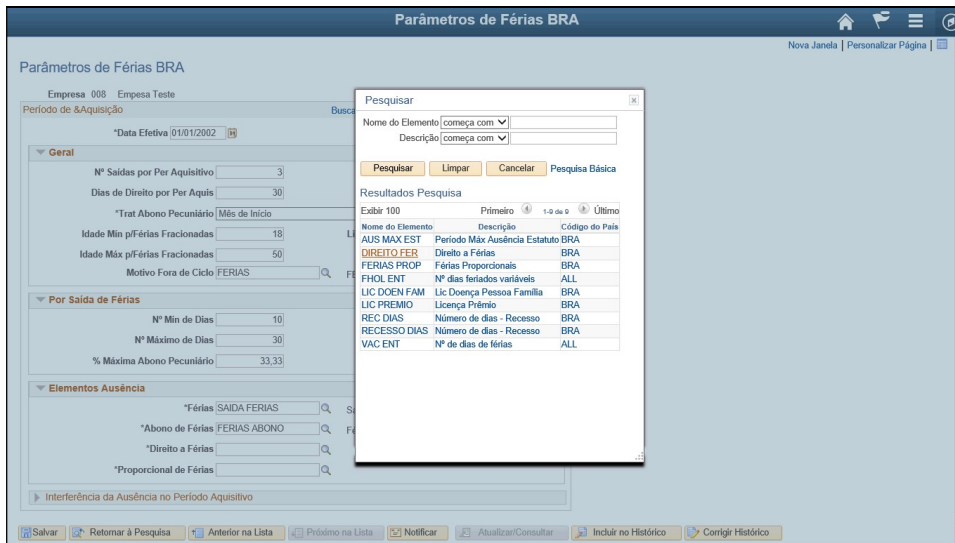 Parâmetros de Férias BRA
Nova Janela | Personalizar Página |
Parâmetros de Férias BRA
Empresa 008 Empesa Teste
Período de &Aquisição Busca
*Data Efetiva 01/01/2002
Geral
Nº Saídas por Per Aquisitivo 3
Dias de Direito por Per Aquis 30
*Trat Abono Pecuniário Mês de Início
Idade Mín p/Férias Fracionadas 18 Li
Idade Máx p/Férias Fracionadas 50
Motivo Fora de Ciclo FERIAS FE
Por Saída de Férias
Nº Mín de Dias 10
Nº Máximo de Dias 30
% Máxima Abono Pecuniário 33,33
Elementos Ausência
*Férias SAIDA FERIAS
*Abono de Férias FERIAS ABONO
*Direito a Férias
*Proporcional de Férias
Interferência da Ausência no Período Aquisitivo
Pesquisar
Nome do Elemento começa com
Descrição começa com
Pesquisar Limpar Cancelar Pesquisa Básica
Resultados Pesquisa
Exibir 100 Primeiro 1-9 de 9 Último
Nome do Elemento Descrição Código do País
AUS MAX EST Período Máx Ausência Estatuto BRA
DIREITO FER Direito a Férias BRA
FERIAS PROP Férias Proporcionais BRA
FHOL ENT Nº dias feriados variáveis ALL
LIC DOEN FAM Lic Doença Pessoa Família BRA
LIC PREMIO Licença Prêmio BRA
REC DIAS Número de dias - Recesso BRA
RECESSO DIAS Número de dias - Recesso BRA
VAC ENT Nº de dias de férias ALL
Salvar Retornar à Pesquisa Anterior na Lista Próximo na Lista Notificar Atualizar/Consultar Incluir no Histórico Corrigir Histórico